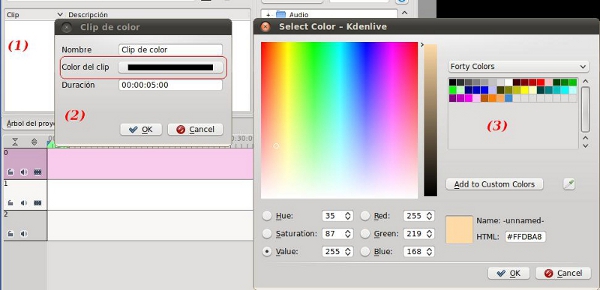 Clip
Descripción
(1)
Árbol del proye
0
1
2
Clip de color
Nombre
Clip de color
Color del clip
Duración
00:00:05:00
(2)
OK
Cancel
Audio
Select Color – Kdenlive
Forty Colors
(3)
Add to Custom Colors
Hue: 35
Red: 255
Saturation: 87
Green: 219
Value: 255
Blue: 168
Name: -unnamed-
HTML: #FFDBA8
OK
Cancel